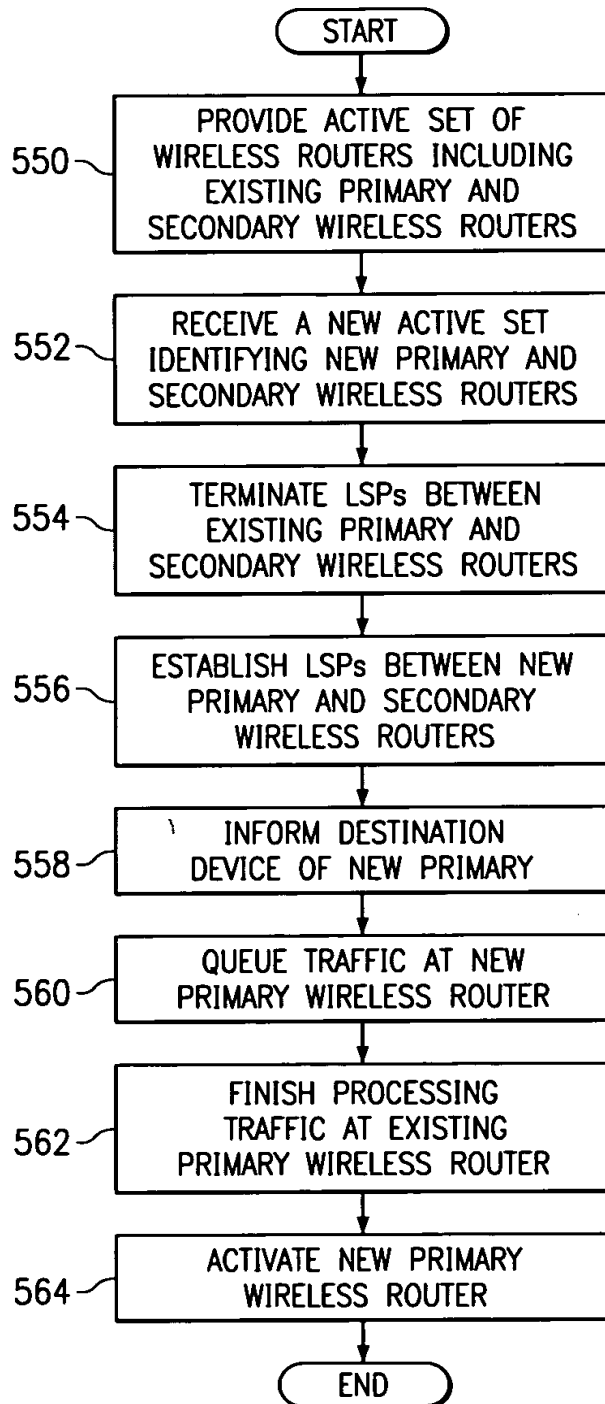 START
550
PROVIDE ACTIVE SET OF
WIRELESS ROUTERS INCLUDING
EXISTING PRIMARY AND
SECONDARY WIRELESS ROUTERS
552
RECEIVE A NEW ACTIVE SET
IDENTIFYING NEW PRIMARY AND
SECONDARY WIRELESS ROUTERS
554
TERMINATE LSPs BETWEEN
EXISTING PRIMARY AND
SECONDARY WIRELESS ROUTERS
556
ESTABLISH LSPs BETWEEN NEW
PRIMARY AND SECONDARY
WIRELESS ROUTERS
558
INFORM DESTINATION
DEVICE OF NEW PRIMARY
560
QUEUE TRAFFIC AT NEW
PRIMARY WIRELESS ROUTER
562
FINISH PROCESSING
TRAFFIC AT EXISTING
PRIMARY WIRELESS ROUTER
564
ACTIVATE NEW PRIMARY
WIRELESS ROUTER
END